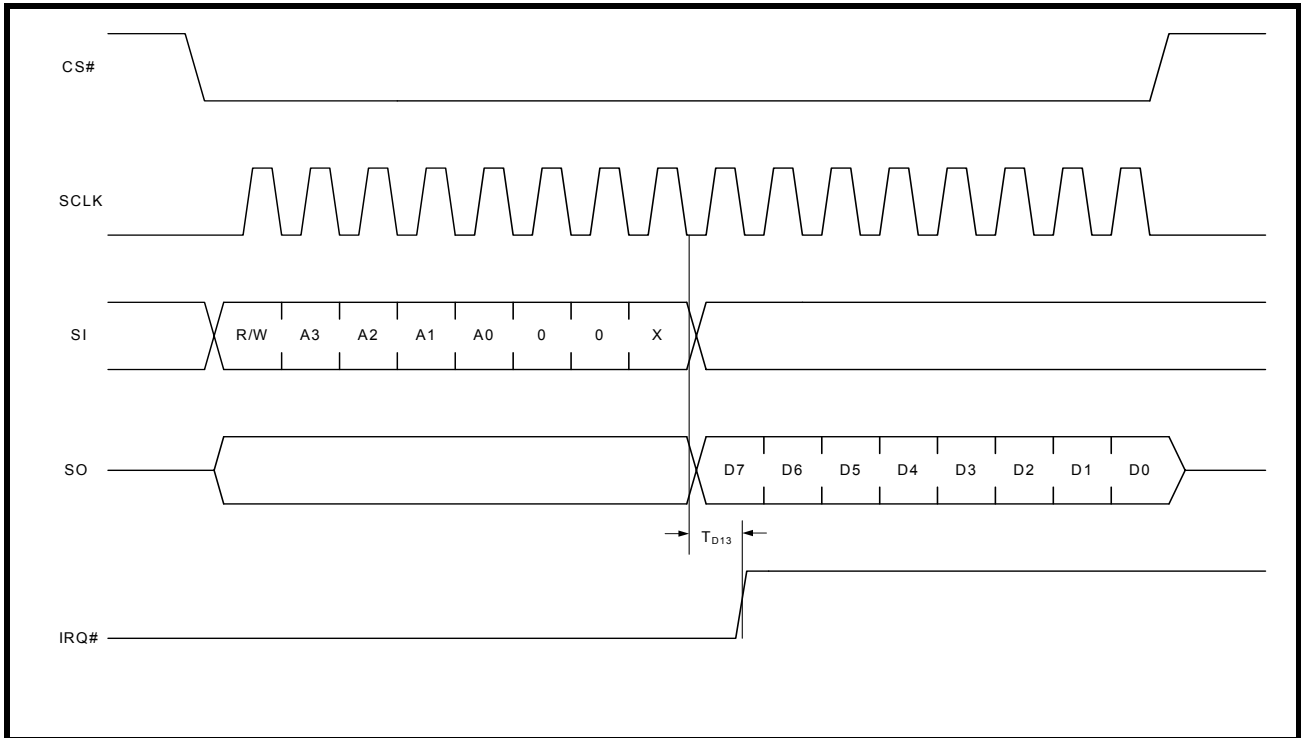 CS#
SCLK
SI R/W A3 A2 A1 A0 0 0 X
SO D7 D6 D5 D4 D3 D2 D1 D0
TD13
IRQ#